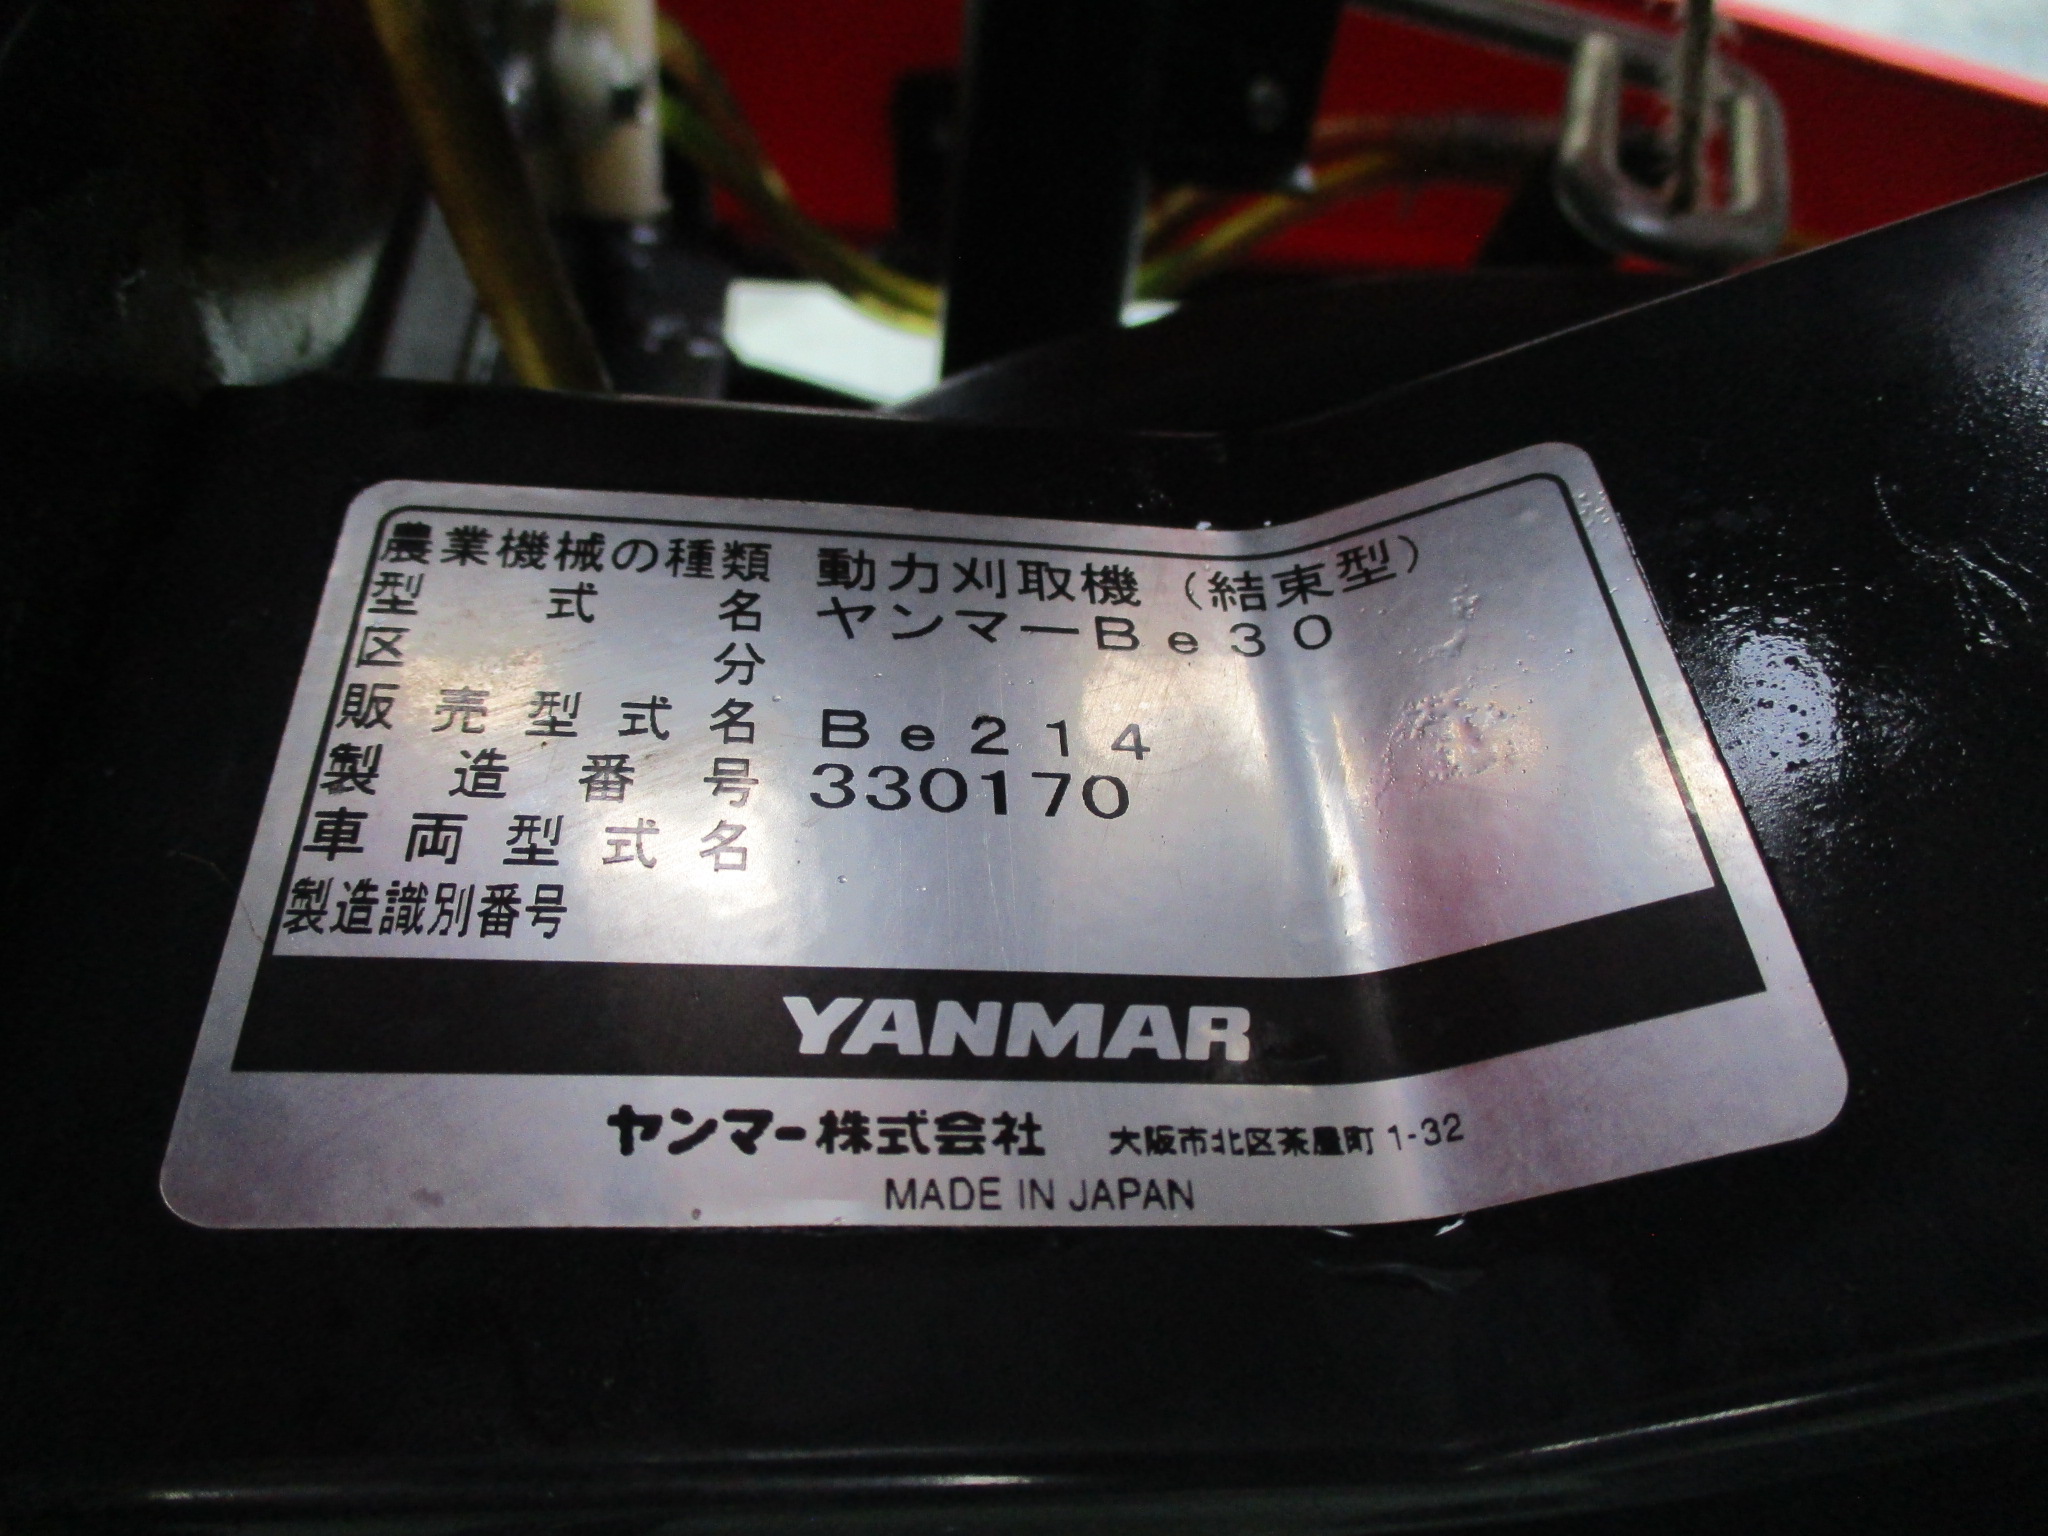 農業機械の種類 動力刈取機（結束型）
型式名 ヤンマーBe30
区分
販売型式名 Be214
製造番号 330170
車両型式名
製造識別番号
YANMAR
ヤンマー株式会社 大阪市北区茶屋町 1-32
MADE IN JAPAN